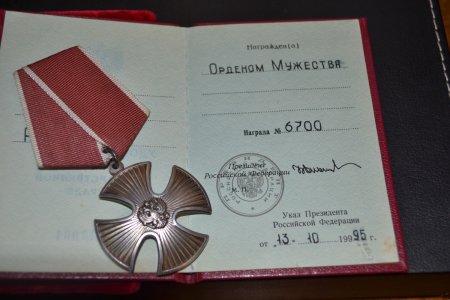 Награжден(а)
Орденом Мужества
Награда № 6700
Президент
Российской Федерации
М. П.
Указ Президента
Российской Федерации
от "13" 10 1995 г.